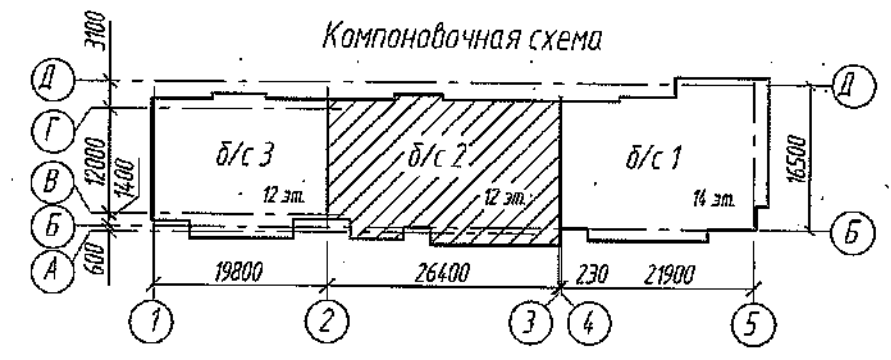 Компоновочная схема
3100
Д
Д
Г
12000
1400
В
Б
А
600
б/с 3
12 эт.
б/с 2
12 эт.
б/с 1
14 эт.
16500
Б
19800
26400
230
21900
1
2
3
4
5